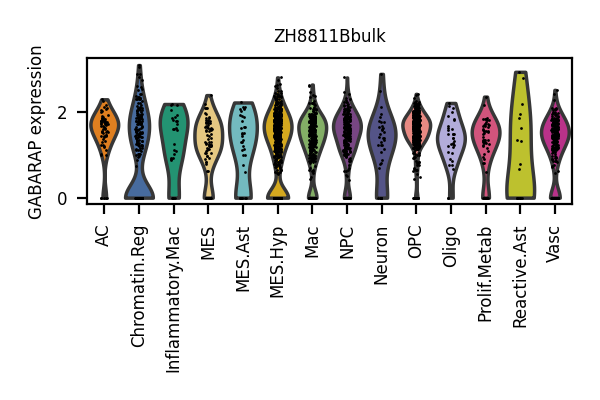 ZH8811Bbulk
GABARAP expression
2
0
AC
Chromatin.Reg
Inflammatory.Mac
MES
MES.Ast
MES.Hyp
Mac
NPC
Neuron
OPC
Oligo
Prolif.Metab
Reactive.Ast
Vasc